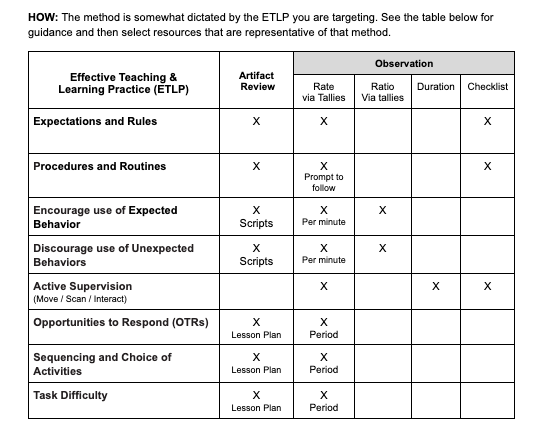 HOW: The method is somewhat dictated by the ETLP you are targeting. See the table below for
guidance and then select resources that are representative of that method.
Effective Teaching &
Learning Practice (ETLP)
Artifact
Review
Observation
Rate
via Tallies
Ratio
Via tallies
Duration
Checklist
Expectations and Rules
X
X
X
Procedures and Routines
X
X
Prompt to
follow
X
Encourage use of Expected
Behavior
X
Scripts
X
Per minute
X
Discourage use of Unexpected
Behaviors
X
Scripts
X
Per minute
X
Active Supervision
(Move / Scan / Interact)
X
X
X
Opportunities to Respond (OTRs)
X
Lesson Plan
X
Period
Sequencing and Choice of
Activities
X
Lesson Plan
X
Period
Task Difficulty
X
Lesson Plan
X
Period